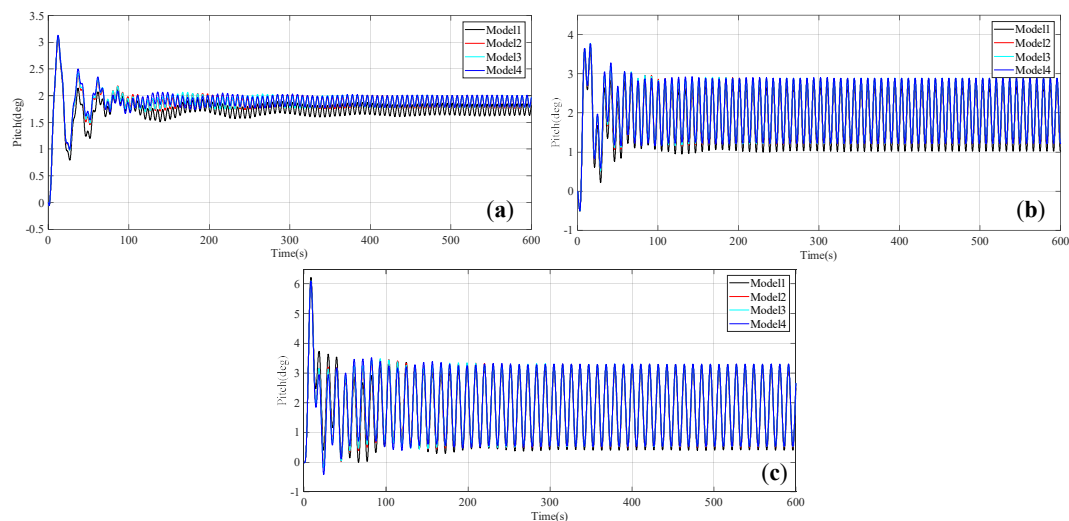 3.5
3
2.5
2
1.5
1
0.5
0
-0.5
Pitch(deg)
Model1
Model2
Model3
Model4
(a)
0 100 200 300 400 500 600
Time(s)
4
3
2
1
0
-1
Pitch(deg)
Model1
Model2
Model3
Model4
(b)
0 100 200 300 400 500 600
Time(s)
6
5
4
3
2
1
0
-1
Pitch(deg)
Model1
Model2
Model3
Model4
(c)
0 100 200 300 400 500 600
Time(s)